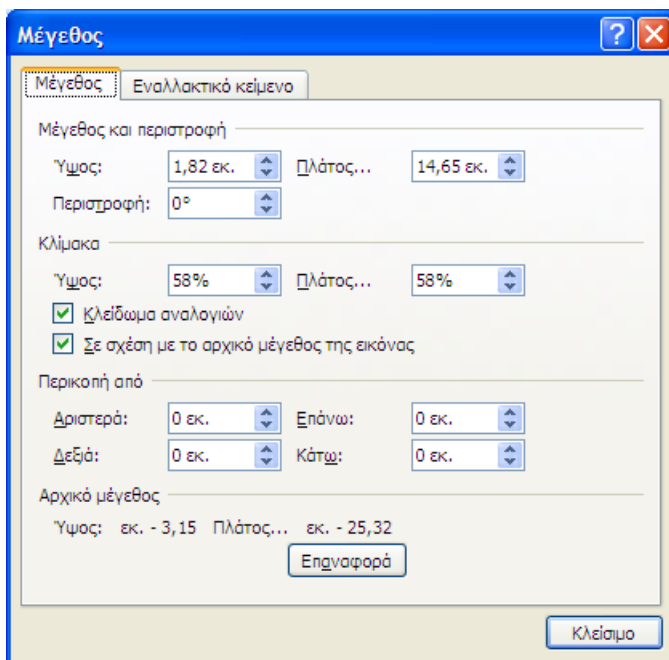 Μέγεθος
Μέγεθος Εναλλακτικό κείμενο
Μέγεθος και περιστροφή
Ύψος: 1,82 εκ. Πλάτος... 14,65 εκ.
Περιστροφή: 0°
Κλίμακα
Ύψος: 58% Πλάτος... 58%
Κλείδωμα αναλογιών
Σε σχέση με το αρχικό μέγεθος της εικόνας
Περικοπή από
Αριστερά: 0 εκ. Επάνω: 0 εκ.
Δεξιά: 0 εκ. Κάτω: 0 εκ.
Αρχικό μέγεθος
Ύψος: εκ. - 3,15 Πλάτος... εκ. - 25,32
Επαναφορά
Κλείσιμο